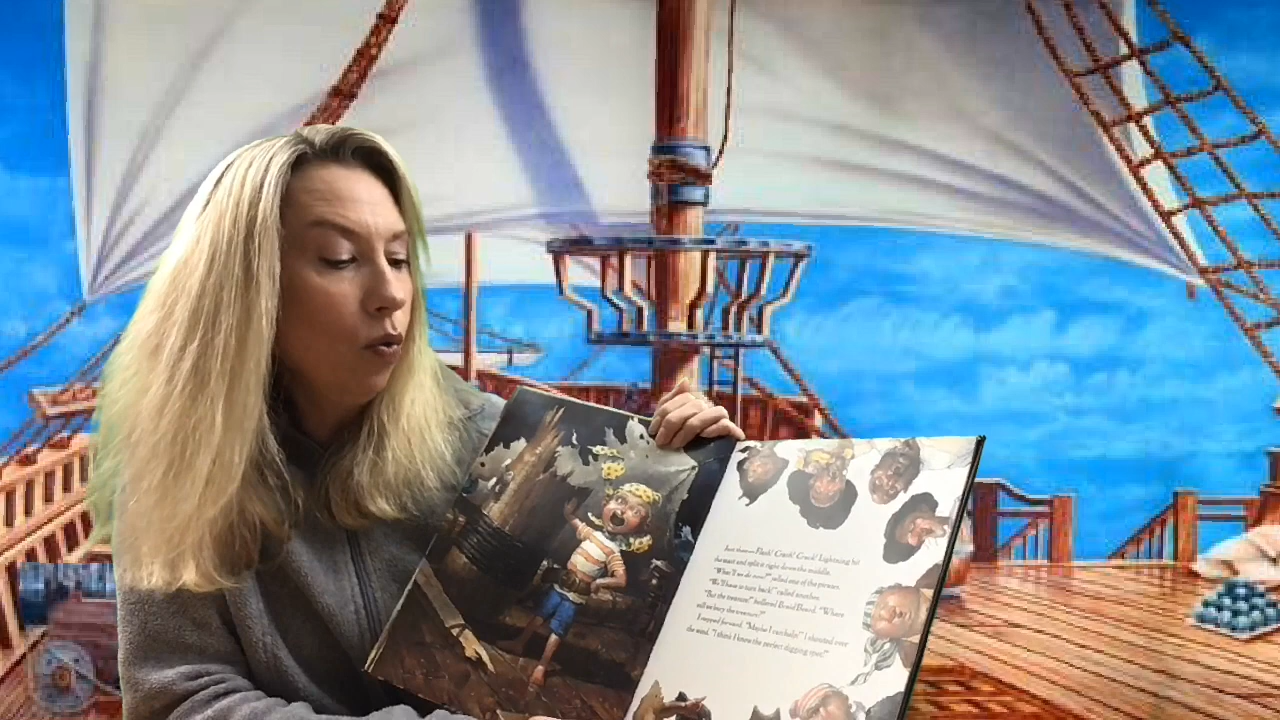 Just then—Flash! Crash! Crack! Lightning hit
the mast and split it right down the middle.
"What'll we do now?" yelled one of the pirates.
"We'll have to turn back!" called another.
"But the treasure!" hollered Braid Beard. "Where
will we bury the treasure?"
I stepped forward. "Maybe I can help!" I shouted over
the wind. "I think I know the perfect digging spot!"